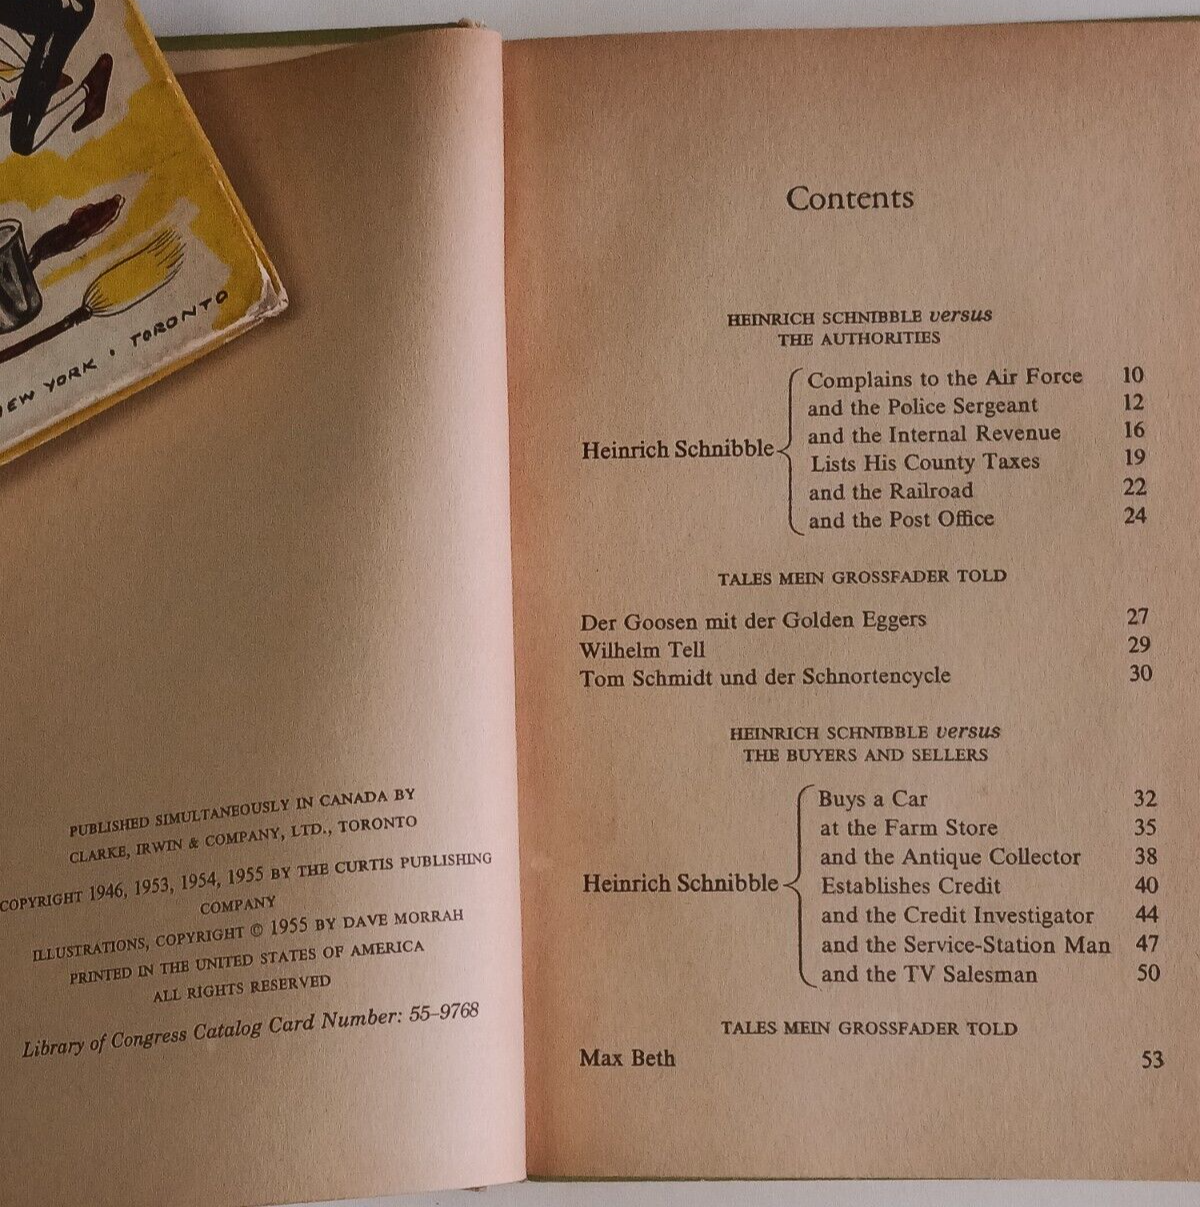 NEW YORK · TORONTO
PUBLISHED SIMULTANEOUSLY IN CANADA BY
CLARKE, IRWIN & COMPANY, LTD., TORONTO
COPYRIGHT 1946, 1953, 1954, 1955 BY THE CURTIS PUBLISHING
COMPANY
ILLUSTRATIONS, COPYRIGHT © 1955 BY DAVE MORRAH
PRINTED IN THE UNITED STATES OF AMERICA
ALL RIGHTS RESERVED
Library of Congress Catalog Card Number: 55–9768
Contents
HEINRICH SCHNIBBLE versus
THE AUTHORITIES
Heinrich Schnibble
Complains to the Air Force 10
and the Police Sergeant 12
and the Internal Revenue 16
Lists His County Taxes 19
and the Railroad 22
and the Post Office 24
TALES MEIN GROSSFADER TOLD
Der Goosen mit der Golden Eggers 27
Wilhelm Tell 29
Tom Schmidt und der Schnortencycle 30
HEINRICH SCHNIBBLE versus
THE BUYERS AND SELLERS
Heinrich Schnibble
Buys a Car 32
at the Farm Store 35
and the Antique Collector 38
Establishes Credit 40
and the Credit Investigator 44
and the Service-Station Man 47
and the TV Salesman 50
TALES MEIN GROSSFADER TOLD
Max Beth 53